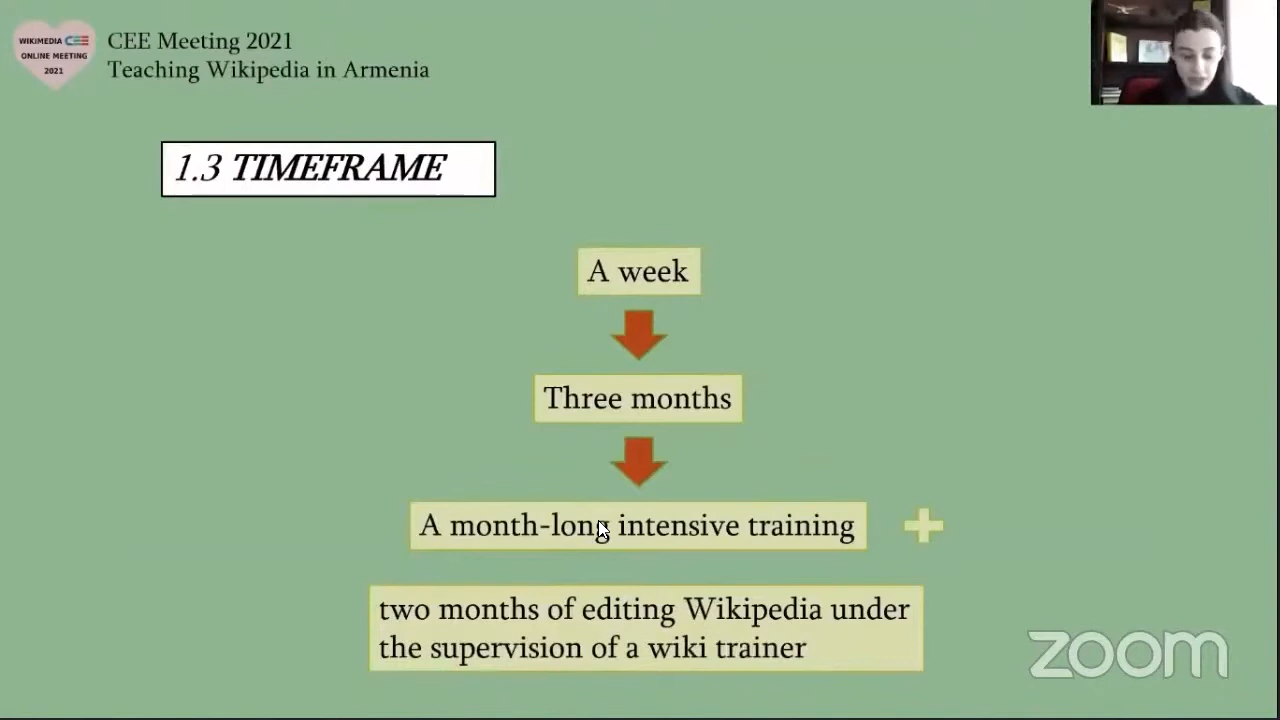 WIKIMEDIA CEE
ONLINE MEETING
2021
CEE Meeting 2021
Teaching Wikipedia in Armenia
1.3 TIMEFRAME
A week
Three months
A month-long intensive training
two months of editing Wikipedia under
the supervision of a wiki trainer
zoom